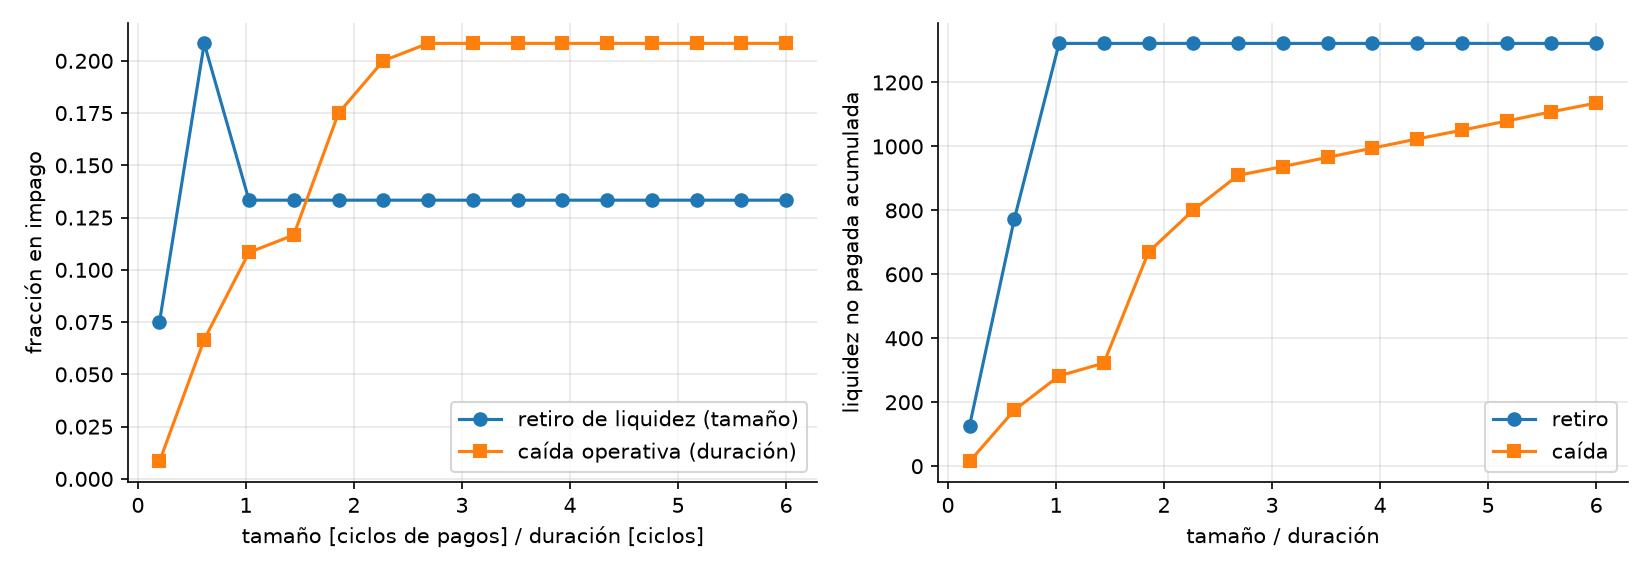 fracción en impago
0.200
0.175
0.150
0.125
0.100
0.075
0.050
0.025
0.000
0 1 2 3 4 5 6
tamaño [ciclos de pagos] / duración [ciclos]
retiro de liquidez (tamaño)
caída operativa (duración)
liquidez no pagada acumulada
1200
1000
800
600
400
200
0
0 1 2 3 4 5 6
tamaño / duración
retiro
caída